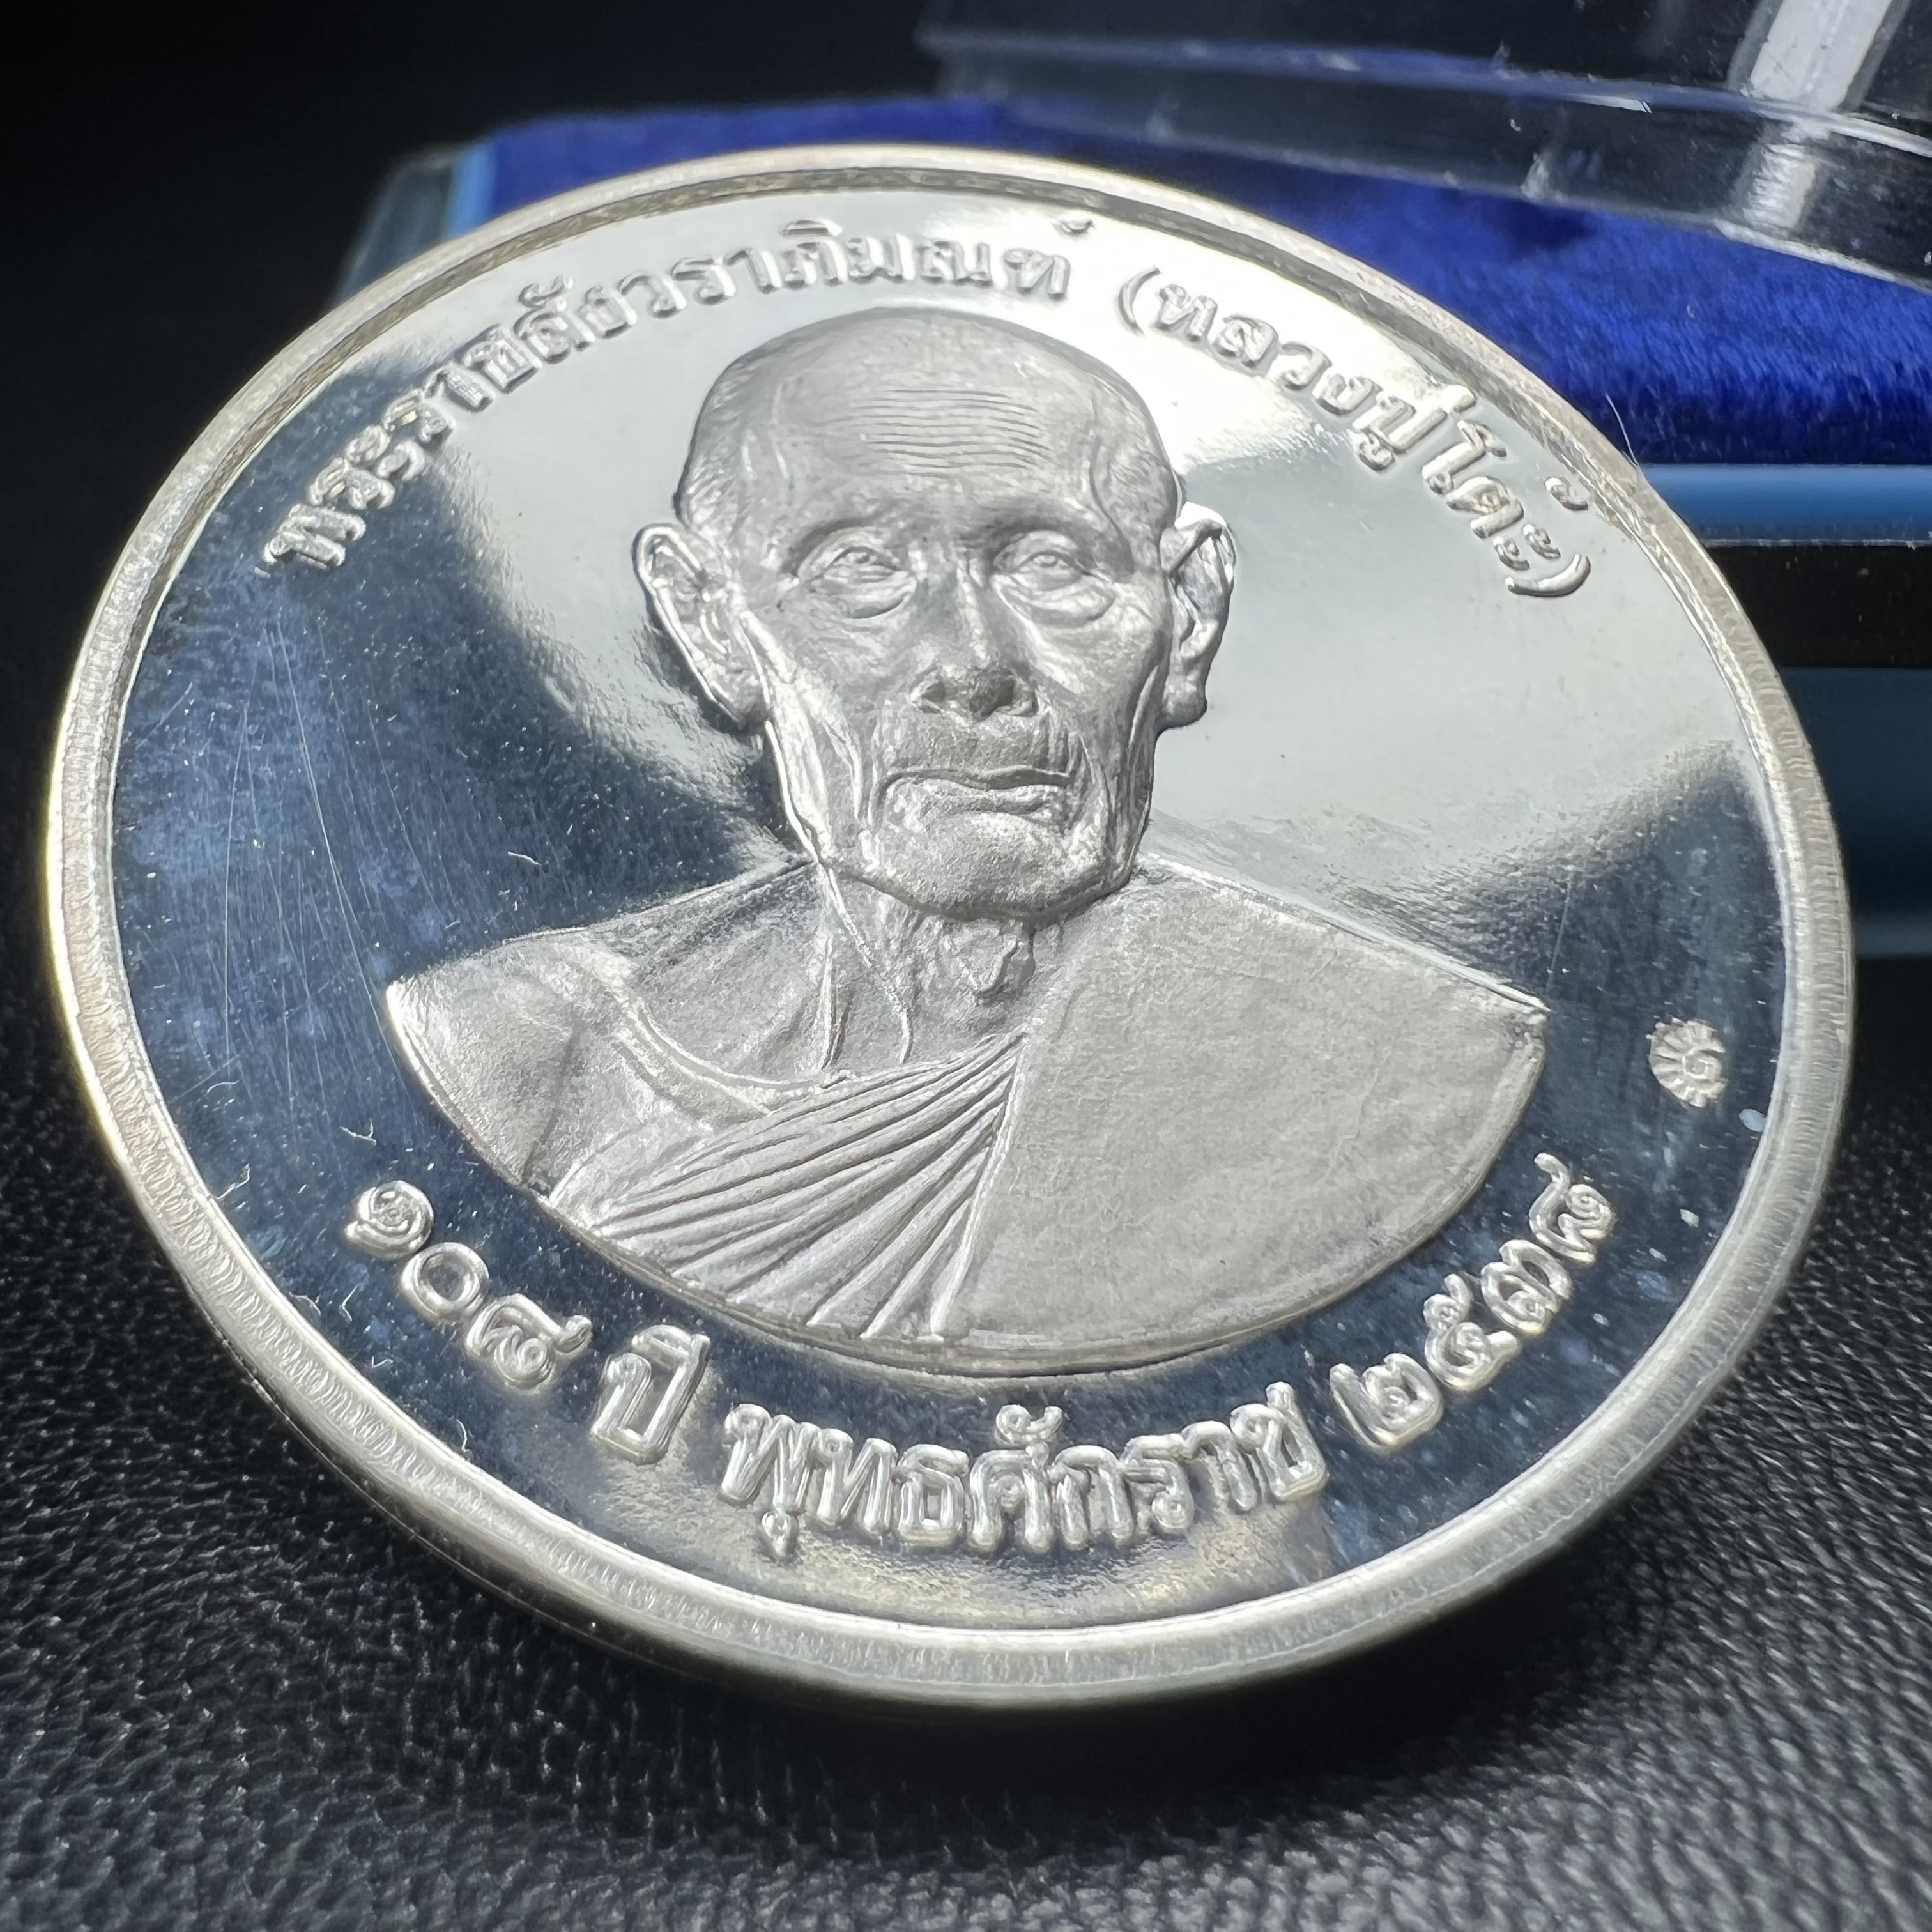 พระราชสังวราภิมณฑ์ (หลวงปู่โต๊ะ)
๑๐๘ ปี พุทธศักราช ๒๕๓๘